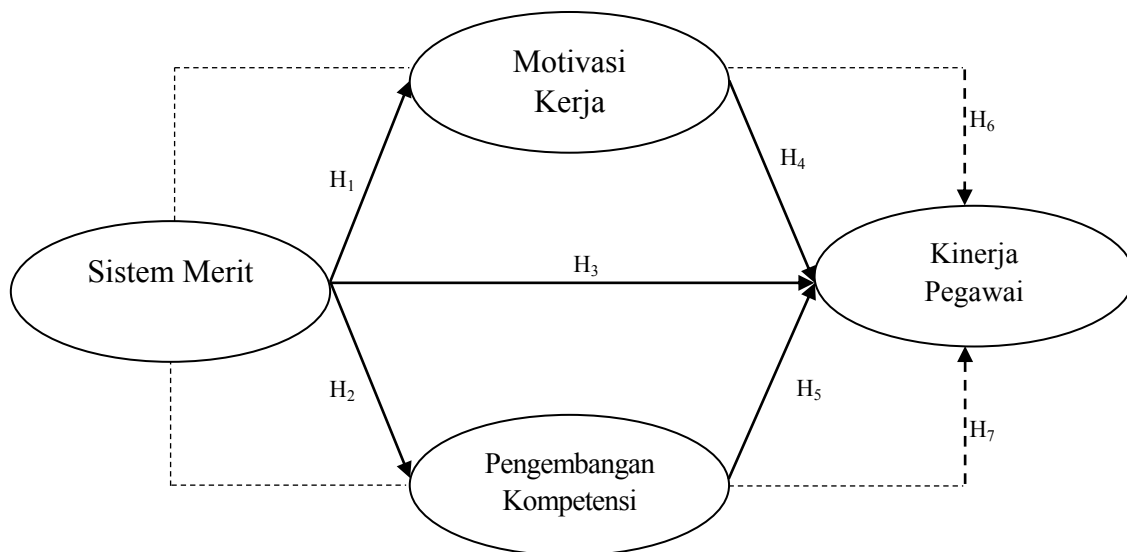 Motivasi
Kerja
H₆
H₄
H₁
Sistem Merit
H₃
Kinerja
Pegawai
H₂
H₅
H₇
Pengembangan
Kompetensi